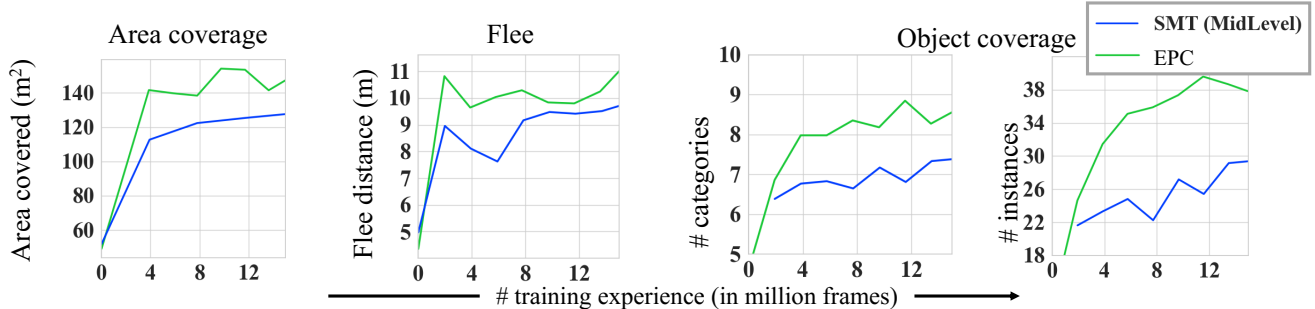 Area coverage
Flee
Object coverage
SMT (MidLevel)
EPC
Area covered (m²)
140
120
100
80
60
0 4 8 12
Flee distance (m)
11
10
9
8
7
6
5
0 4 8 12
# categories
10
9
8
7
6
5
0 4 8 12
# instances
38
34
30
26
22
18
0 4 8 12
# training experience (in million frames)